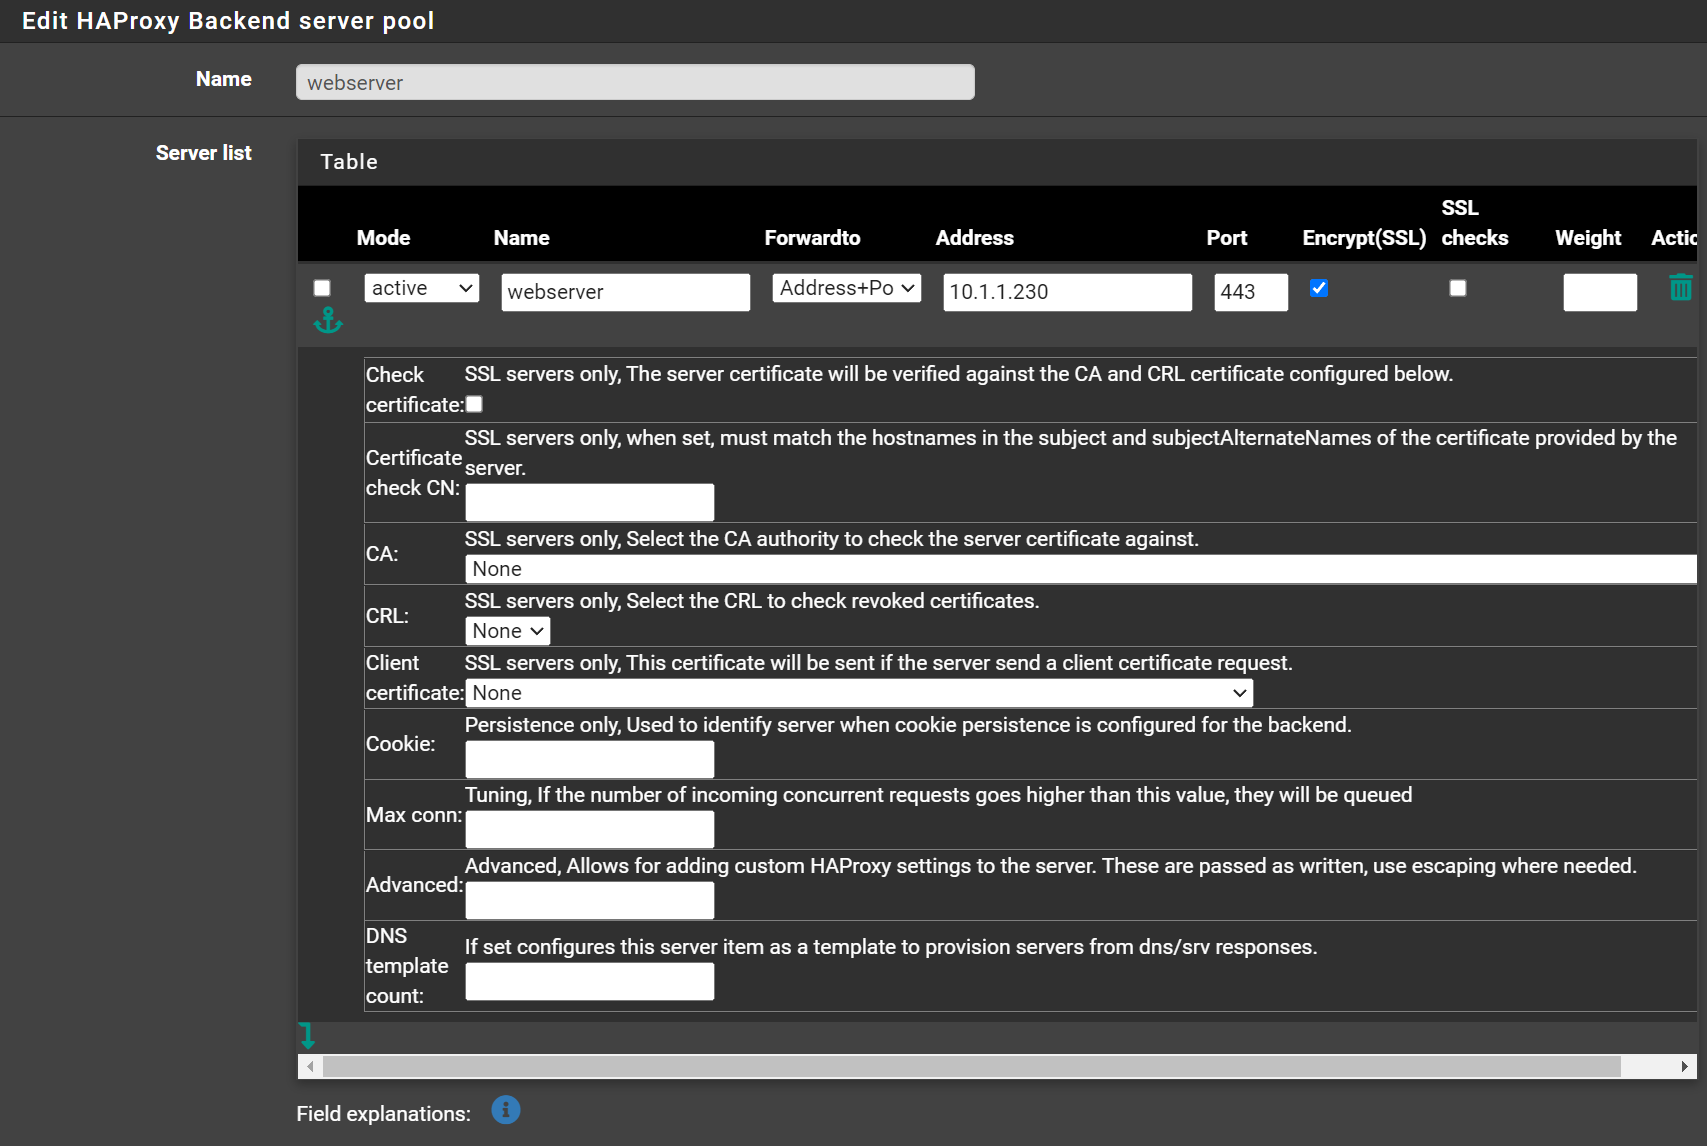 Edit HAProxy Backend server pool
Name
webserver
Server list
Table
Mode Name Forwardto Address Port Encrypt(SSL) SSL checks Weight Actic
active webserver Address+Po 10.1.1.230 443
Check certificate: SSL servers only, The server certificate will be verified against the CA and CRL certificate configured below.
Certificate check CN: SSL servers only, when set, must match the hostnames in the subject and subjectAlternateNames of the certificate provided by the
server.
CA: SSL servers only, Select the CA authority to check the server certificate against.
None
CRL: SSL servers only, Select the CRL to check revoked certificates.
None
Client certificate: SSL servers only, This certificate will be sent if the server send a client certificate request.
None
Cookie: Persistence only, Used to identify server when cookie persistence is configured for the backend.
Max conn: Tuning, If the number of incoming concurrent requests goes higher than this value, they will be queued
Advanced: Advanced, Allows for adding custom HAProxy settings to the server. These are passed as written, use escaping where needed.
DNS template count: If set configures this server item as a template to provision servers from dns/srv responses.
Field explanations: